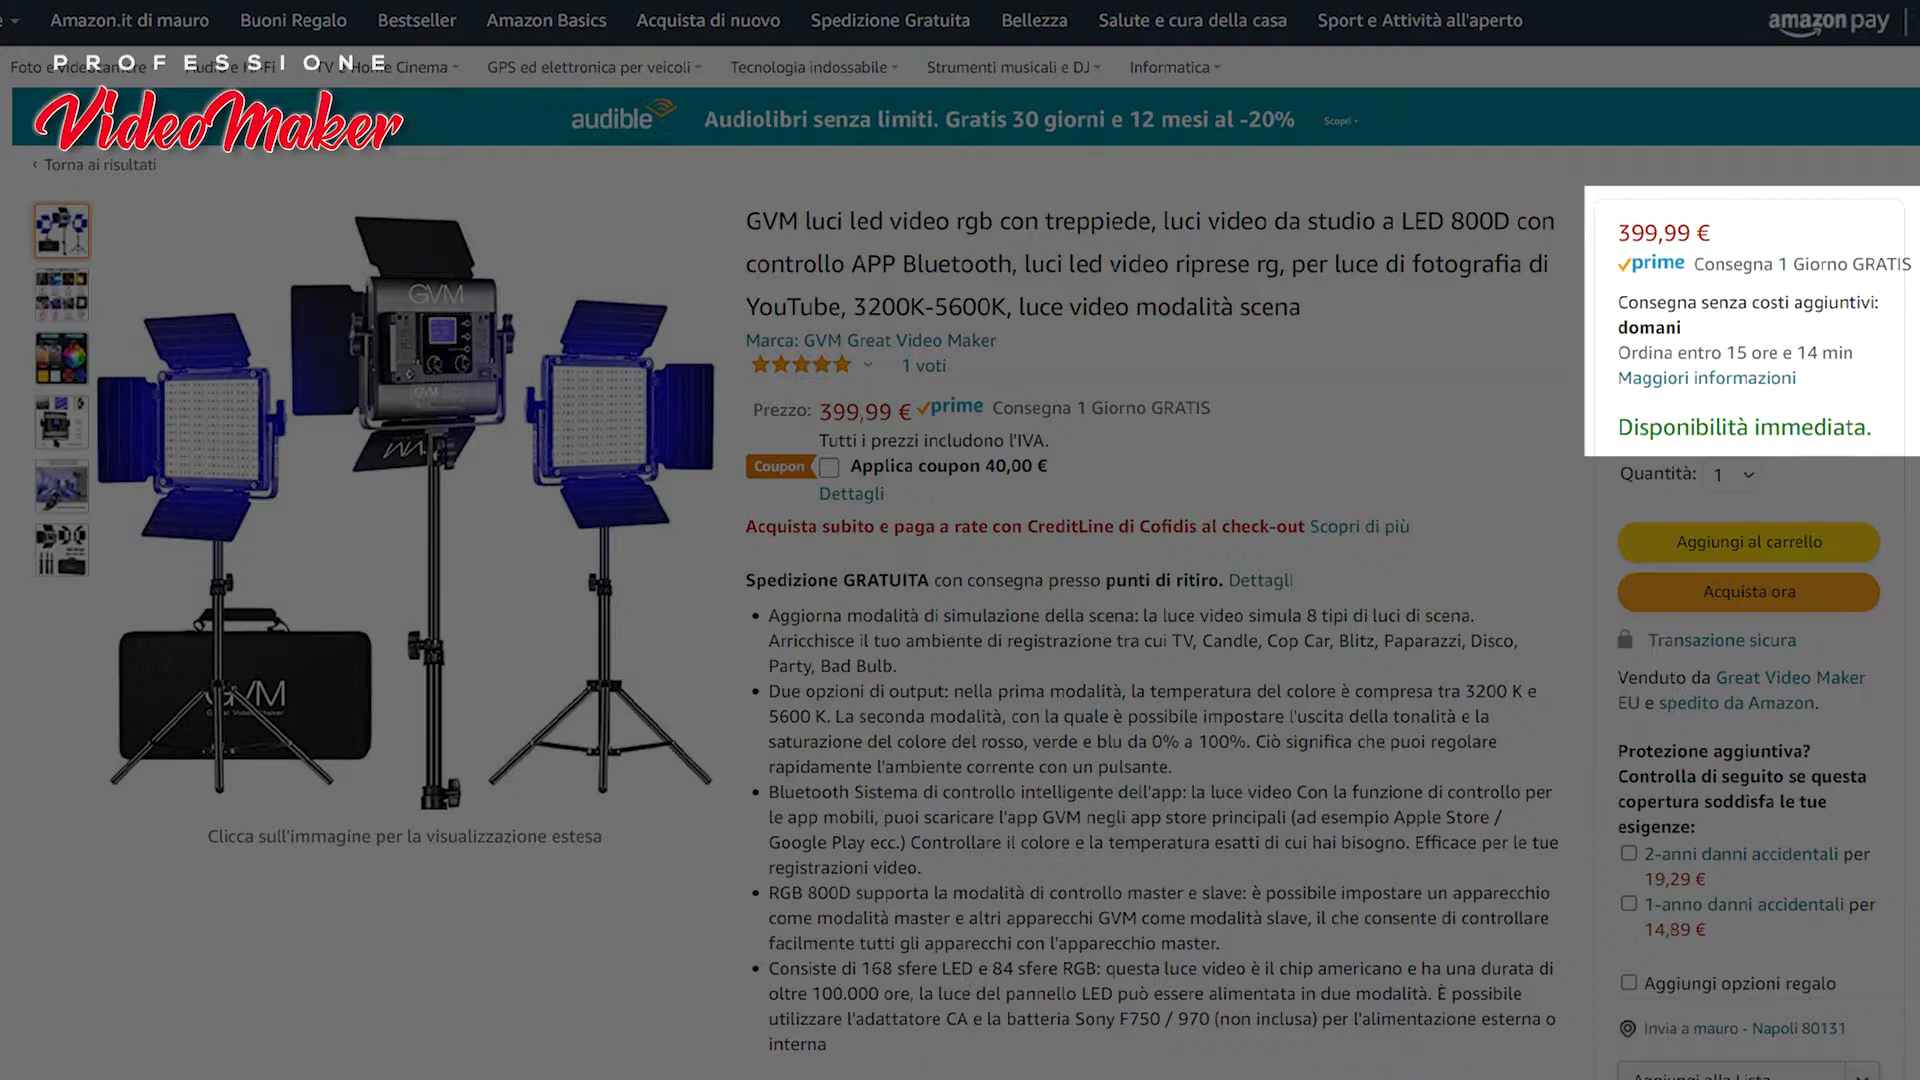 Amazon.it di mauro Buoni Regalo Bestseller Amazon Basics Acquista di nuovo Spedizione Gratuita Bellezza Salute e cura della casa Sport e Attività all'aperto amazon pay
PROFESSIONE
VideoMaker
Foto e videocamere Audio e Hi-Fi TV e Home Cinema GPS ed elettronica per veicoli Tecnologia indossabile Strumenti musicali e DJ Informatica
audible Audiolibri senza limiti. Gratis 30 giorni e 12 mesi al -20% Scopri
‹ Torna ai risultati
GVM
GVM
Great Video Maker
Clicca sull'immagine per la visualizzazione estesa
GVM luci led video rgb con treppiede, luci video da studio a LED 800D con
controllo APP Bluetooth, luci led video riprese rg, per luce di fotografia di
YouTube, 3200K-5600K, luce video modalità scena
Marca: GVM Great Video Maker
1 voti
Prezzo: 399,99 € prime Consegna 1 Giorno GRATIS
Tutti i prezzi includono l'IVA.
Coupon Applica coupon 40,00 €
Dettagli
Acquista subito e paga a rate con CreditLine di Cofidis al check-out Scopri di più
Spedizione GRATUITA con consegna presso punti di ritiro. Dettagli
• Aggiorna modalità di simulazione della scena: la luce video simula 8 tipi di luci di scena.
Arricchisce il tuo ambiente di registrazione tra cui TV, Candle, Cop Car, Blitz, Paparazzi, Disco,
Party, Bad Bulb.
• Due opzioni di output: nella prima modalità, la temperatura del colore è compresa tra 3200 K e
5600 K. La seconda modalità, con la quale è possibile impostare l'uscita della tonalità e la
saturazione del colore del rosso, verde e blu da 0% a 100%. Ciò significa che puoi regolare
rapidamente l'ambiente corrente con un pulsante.
• Bluetooth Sistema di controllo intelligente dell'app: la luce video Con la funzione di controllo per
le app mobili, puoi scaricare l'app GVM negli app store principali (ad esempio Apple Store /
Google Play ecc.) Controllare il colore e la temperatura esatti di cui hai bisogno. Efficace per le tue
registrazioni video.
• RGB 800D supporta la modalità di controllo master e slave: è possibile impostare un apparecchio
come modalità master e altri apparecchi GVM come modalità slave, il che consente di controllare
facilmente tutti gli apparecchi con l'apparecchio master.
• Consiste di 168 sfere LED e 84 sfere RGB: questa luce video è il chip americano e ha una durata di
oltre 100.000 ore, la luce del pannello LED può essere alimentata in due modalità. È possibile
utilizzare l'adattatore CA e la batteria Sony F750 / 970 (non inclusa) per l'alimentazione esterna o
interna
399,99 €
prime Consegna 1 Giorno GRATIS
Consegna senza costi aggiuntivi:
domani
Ordina entro 15 ore e 14 min
Maggiori informazioni
Disponibilità immediata.
Quantità: 1
Aggiungi al carrello
Acquista ora
Transazione sicura
Venduto da Great Video Maker
EU e spedito da Amazon.
Protezione aggiuntiva?
Controlla di seguito se questa
copertura soddisfa le tue
esigenze:
2-anni danni accidentali per
19,29 €
1-anno danni accidentali per
14,89 €
Aggiungi opzioni regalo
Invia a mauro - Napoli 80131
Aggiungi alla Lista